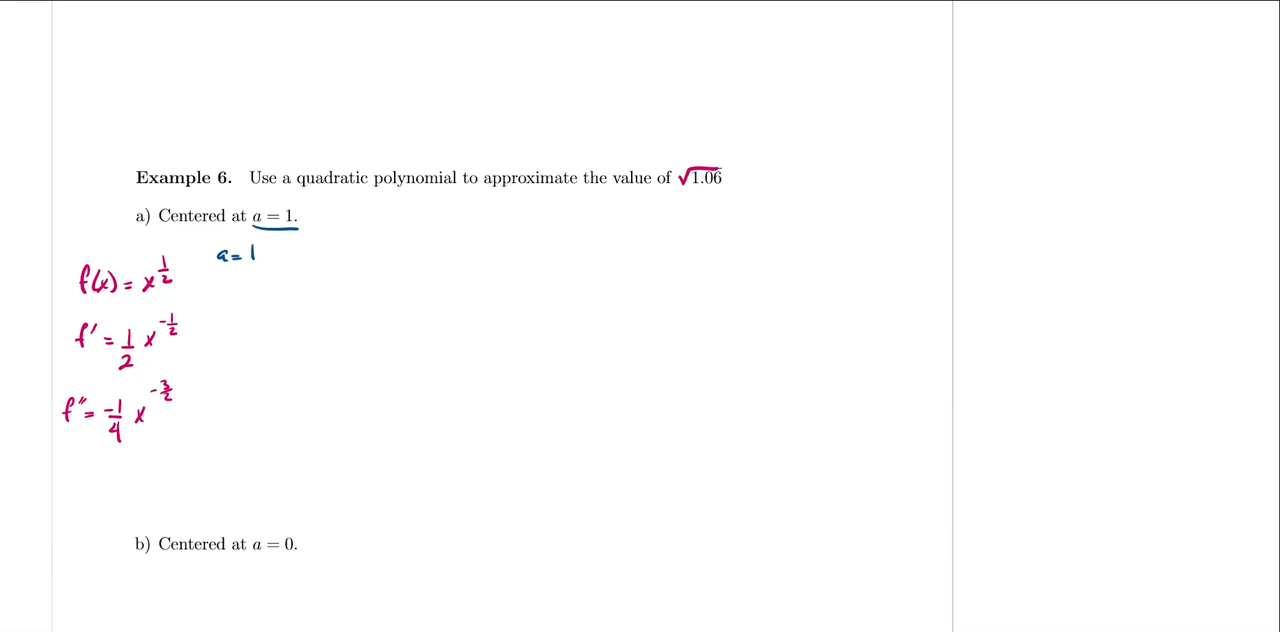 Example 6. Use a quadratic polynomial to approximate the value of √1.06
a) Centered at a = 1.
a = 1
f(x) = x^{1/2}
f' = 1/2 x^{-1/2}
f'' = -1/4 x^{-3/2}
b) Centered at a = 0.